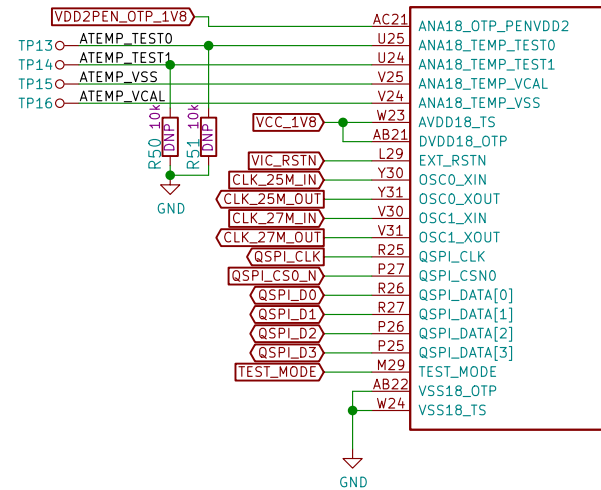 VDD2PEN_OTP_1V8 AC21 ANA18_OTP_PENVDD2
TP13 ATEMP_TEST0 U25 ANA18_TEMP_TEST0
TP14 ATEMP_TEST1 U24 ANA18_TEMP_TEST1
TP15 ATEMP_VSS V25 ANA18_TEMP_VCAL
TP16 ATEMP_VCAL V24 ANA18_TEMP_VSS
R50 10k DNP
R51 10k DNP
GND
VCC_1V8 W23 AVDD18_TS
AB21 DVDD18_OTP
VIC_RSTN L29 EXT_RSTN
CLK_25M_IN Y30 OSC0_XIN
CLK_25M_OUT Y31 OSC0_XOUT
CLK_27M_IN V30 OSC1_XIN
CLK_27M_OUT V31 OSC1_XOUT
QSPI_CLK R25 QSPI_CLK
QSPI_CS0_N P27 QSPI_CSN0
QSPI_D0 R26 QSPI_DATA[0]
QSPI_D1 R27 QSPI_DATA[1]
QSPI_D2 P26 QSPI_DATA[2]
QSPI_D3 P25 QSPI_DATA[3]
TEST_MODE M29 TEST_MODE
AB22 VSS18_OTP
W24 VSS18_TS
GND